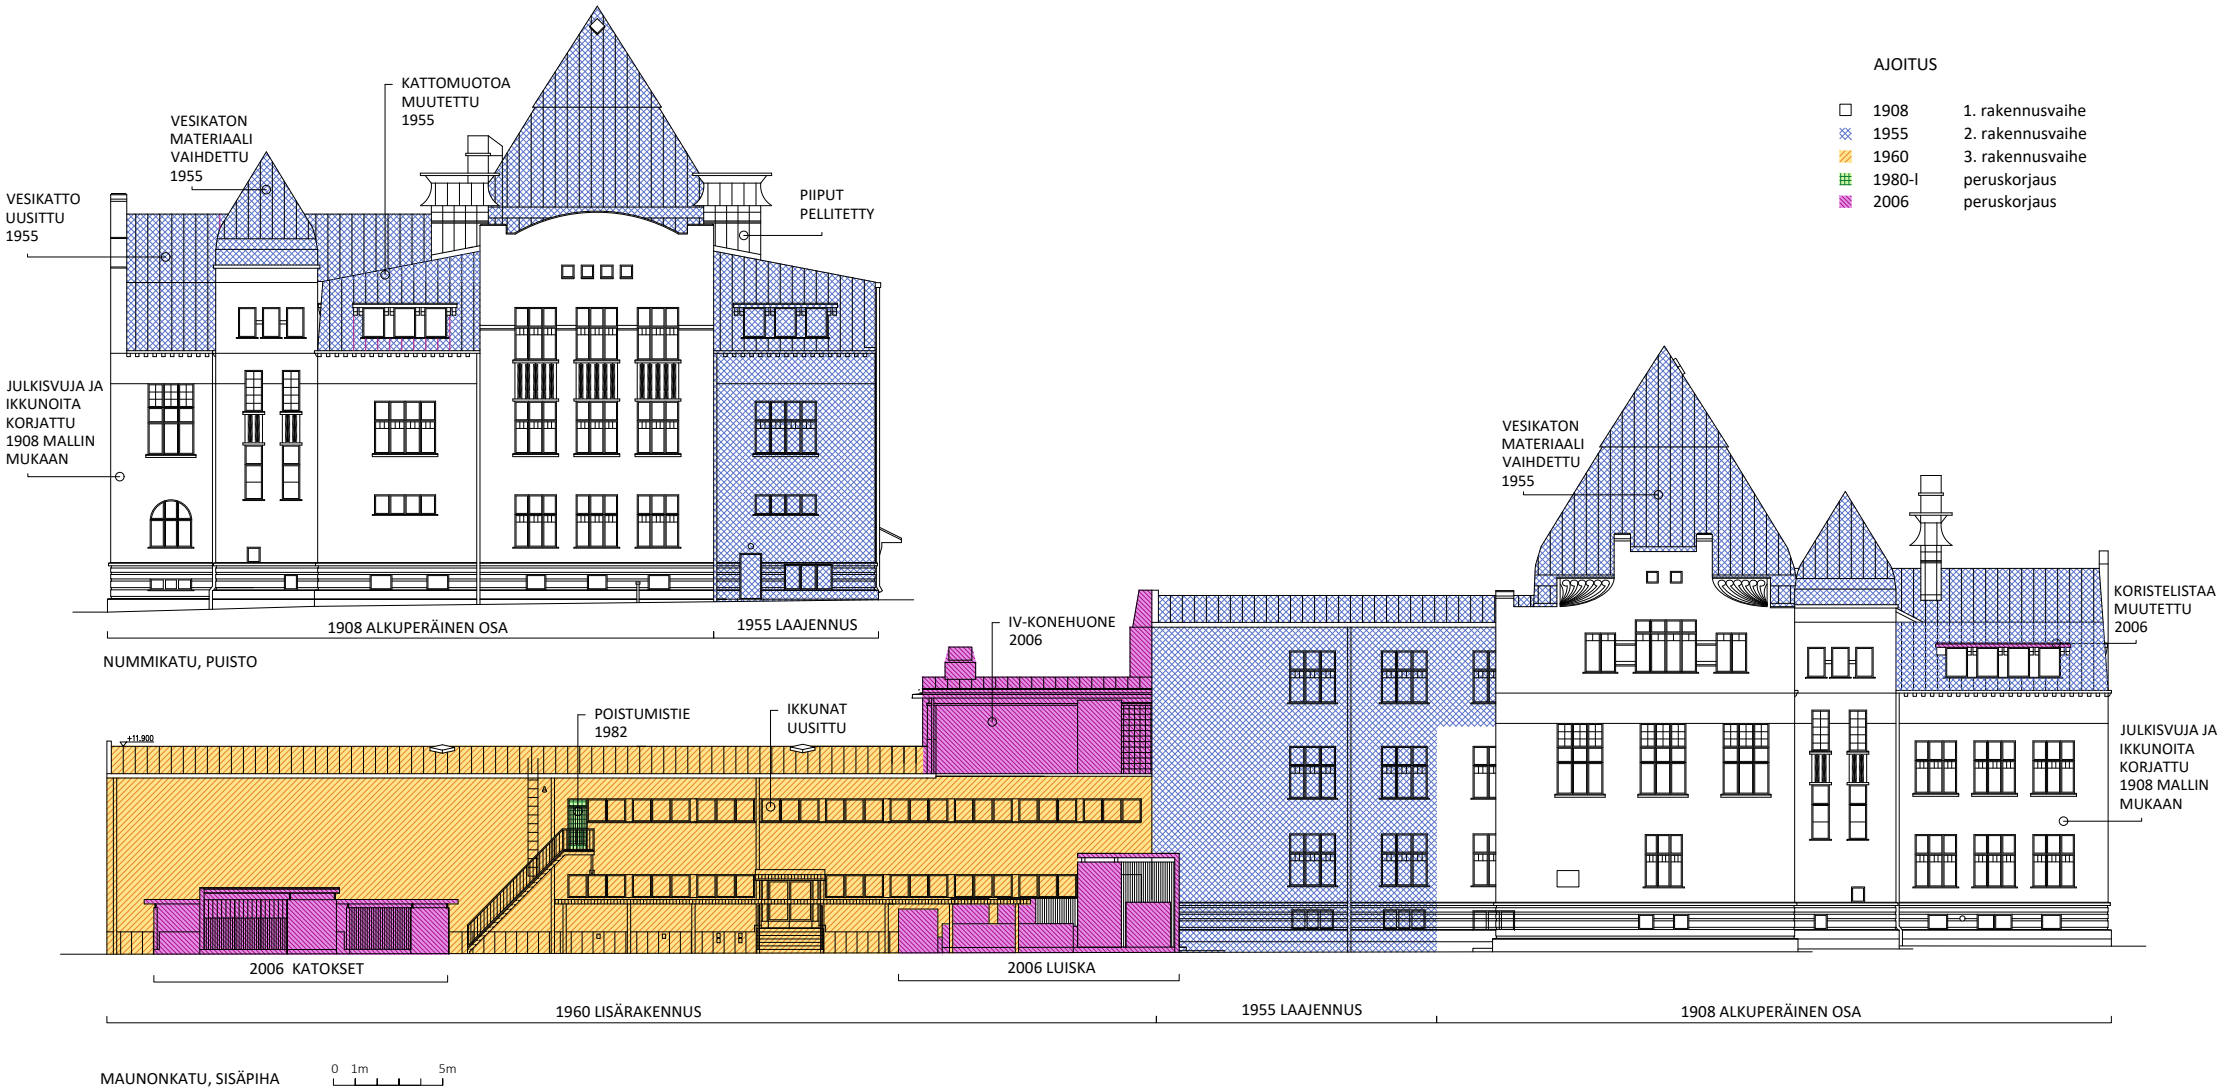 KATTOMUOTOA
MUUTETTU
1955
VESIKATON
MATERIAALI
VAIHDETTU
1955
VESIKATTO
UUSITTU
1955
PIIPUT
PELLITETTY
JULKISVUJA JA
IKKUNOITA
KORJATTU
1908 MALLIN
MUKAAN
1908 ALKUPERÄINEN OSA
1955 LAAJENNUS
NUMMIKATU, PUISTO
AJOITUS
1908 1. rakennusvaihe
1955 2. rakennusvaihe
1960 3. rakennusvaihe
1980-l peruskorjaus
2006 peruskorjaus
VESIKATON
MATERIAALI
VAIHDETTU
1955
IV-KONEHUONE
2006
KORISTELISTAA
MUUTETTU
2006
POISTUMISTIE
1982
IKKUNAT
UUSITTU
+11.900
JULKISVUJA JA
IKKUNOITA
KORJATTU
1908 MALLIN
MUKAAN
2006 KATOKSET
2006 LUISKA
1960 LISÄRAKENNUS
1955 LAAJENNUS
1908 ALKUPERÄINEN OSA
MAUNONKATU, SISÄPIHA
0 1m 5m